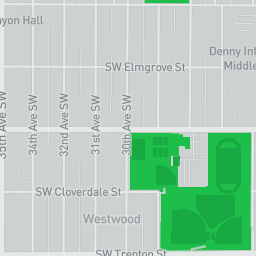 yon Hall
Denny Int
Middle
SW Elmgrove St
35th Ave SW
34th Ave SW
32nd Ave SW
31st Ave SW
30th Ave SW
SW Cloverdale St
Westwood
SW Trenton St